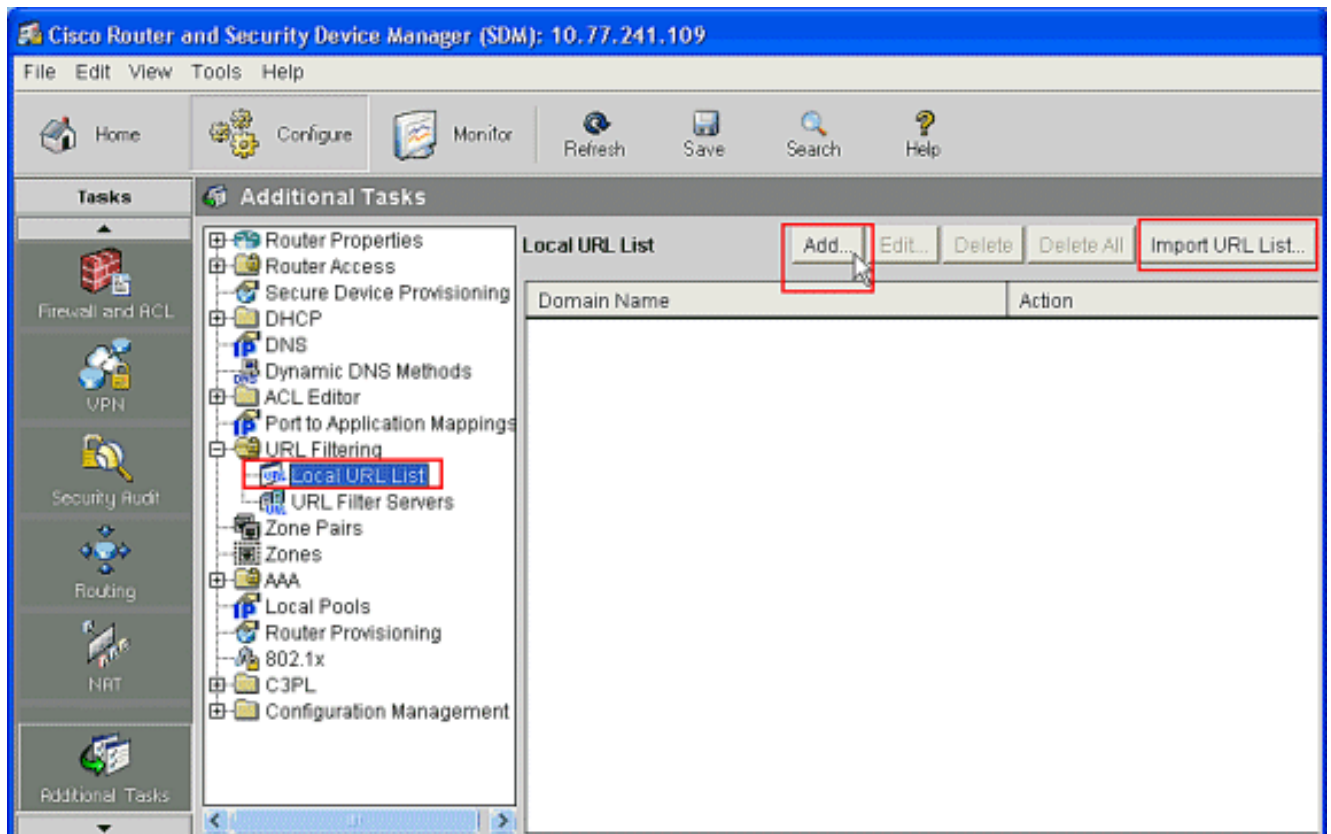 Cisco Router and Security Device Manager (SDM): 10.77.241.109
File Edit View Tools Help
Home Configure Monitor Refresh Save Search Help
Tasks
Additional Tasks
Firewall and ACL
VPN
Security Audit
Routing
NAT
Additional Tasks
Router Properties
Router Access
Secure Device Provisioning
DHCP
DNS
Dynamic DNS Methods
ACL Editor
Port to Application Mappings
URL Filtering
Local URL List
URL Filter Servers
Zone Pairs
Zones
AAA
Local Pools
Router Provisioning
802.1x
C3PL
Configuration Management
Local URL List Add... Edit... Delete Delete All Import URL List...
Domain Name Action